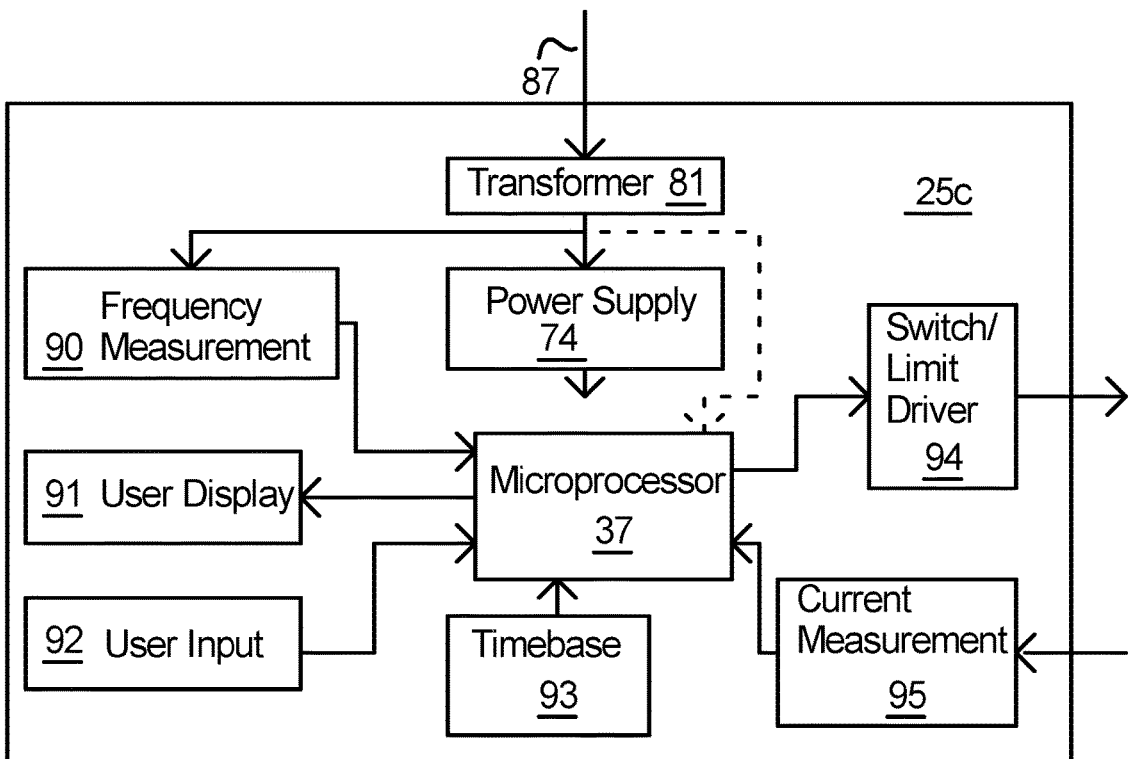 87
Transformer 81
25c
Frequency
90 Measurement
Power Supply
74
Switch/
Limit
Driver
94
91 User Display
Microprocessor
37
92 User Input
Timebase
93
Current
Measurement
95